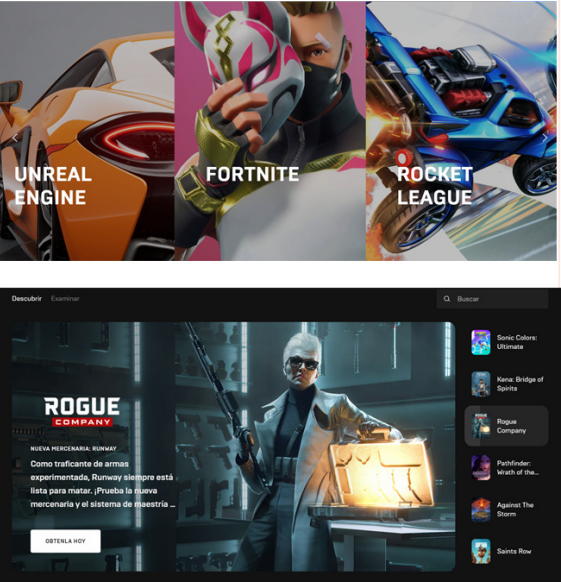 UNREAL
ENGINE
FORTNITE
ROCKET
LEAGUE
Descubrir Examinar
Buscar
ROGUE
COMPANY
NUEVA MERCENARIA: RUNWAY
Como traficante de armas
experimentada, Runway siempre está
lista para matar. ¡Prueba la nueva
mercenaria y el sistema de maestría ...
OBTENLA HOY
Sonic Colors:
Ultimate
Kena: Bridge of
Spirits
Rogue
Company
Pathfinder:
Wrath of the...
Against The
Storm
Saints Row